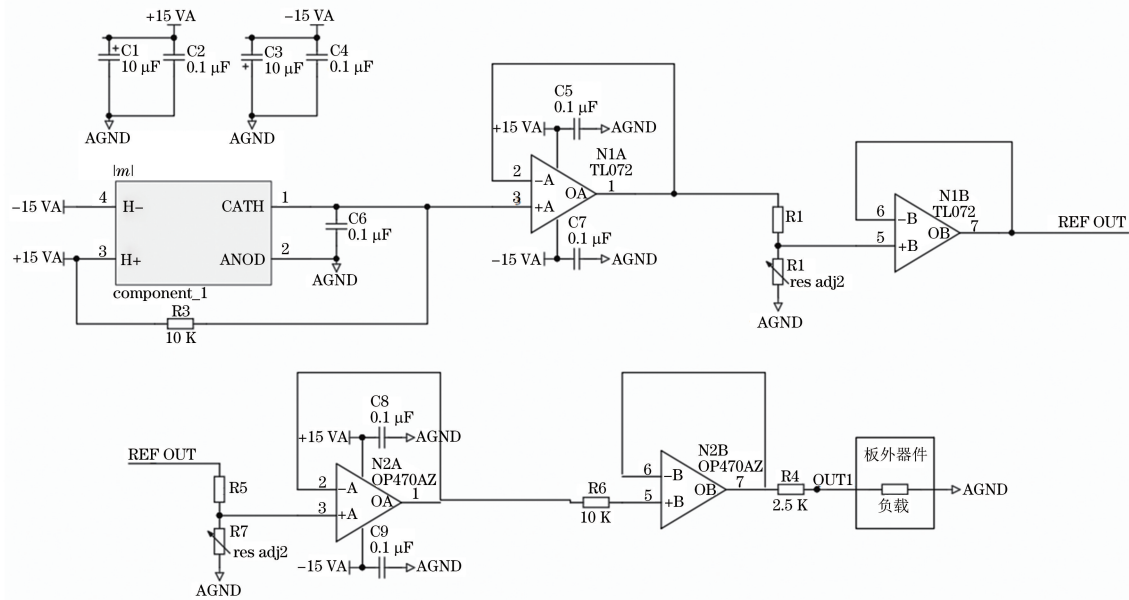 +15 VA
−15 VA
C1
10 μF
C2
0.1 μF
C3
10 μF
C4
0.1 μF
+
+
AGND
AGND
|m|
−15 VA
4
H−
CATH
1
+15 VA
3
H+
ANOD
2
component_1
C6
0.1 μF
AGND
R3
10 K
C5
0.1 μF
+15 VA
AGND
N1A
TL072
2
−A
OA
1
3
+A
C7
0.1 μF
−15 VA
AGND
R1
R1
res adj2
AGND
N1B
TL072
6
−B
OB
7
5
+B
REF OUT
REF OUT
R5
R7
res adj2
AGND
C8
0.1 μF
+15 VA
AGND
N2A
OP470AZ
2
−A
OA
1
3
+A
C9
0.1 μF
−15 VA
AGND
R6
10 K
N2B
OP470AZ
6
−B
OB
7
5
+B
R4
2.5 K
OUT1
板外器件
负载
AGND